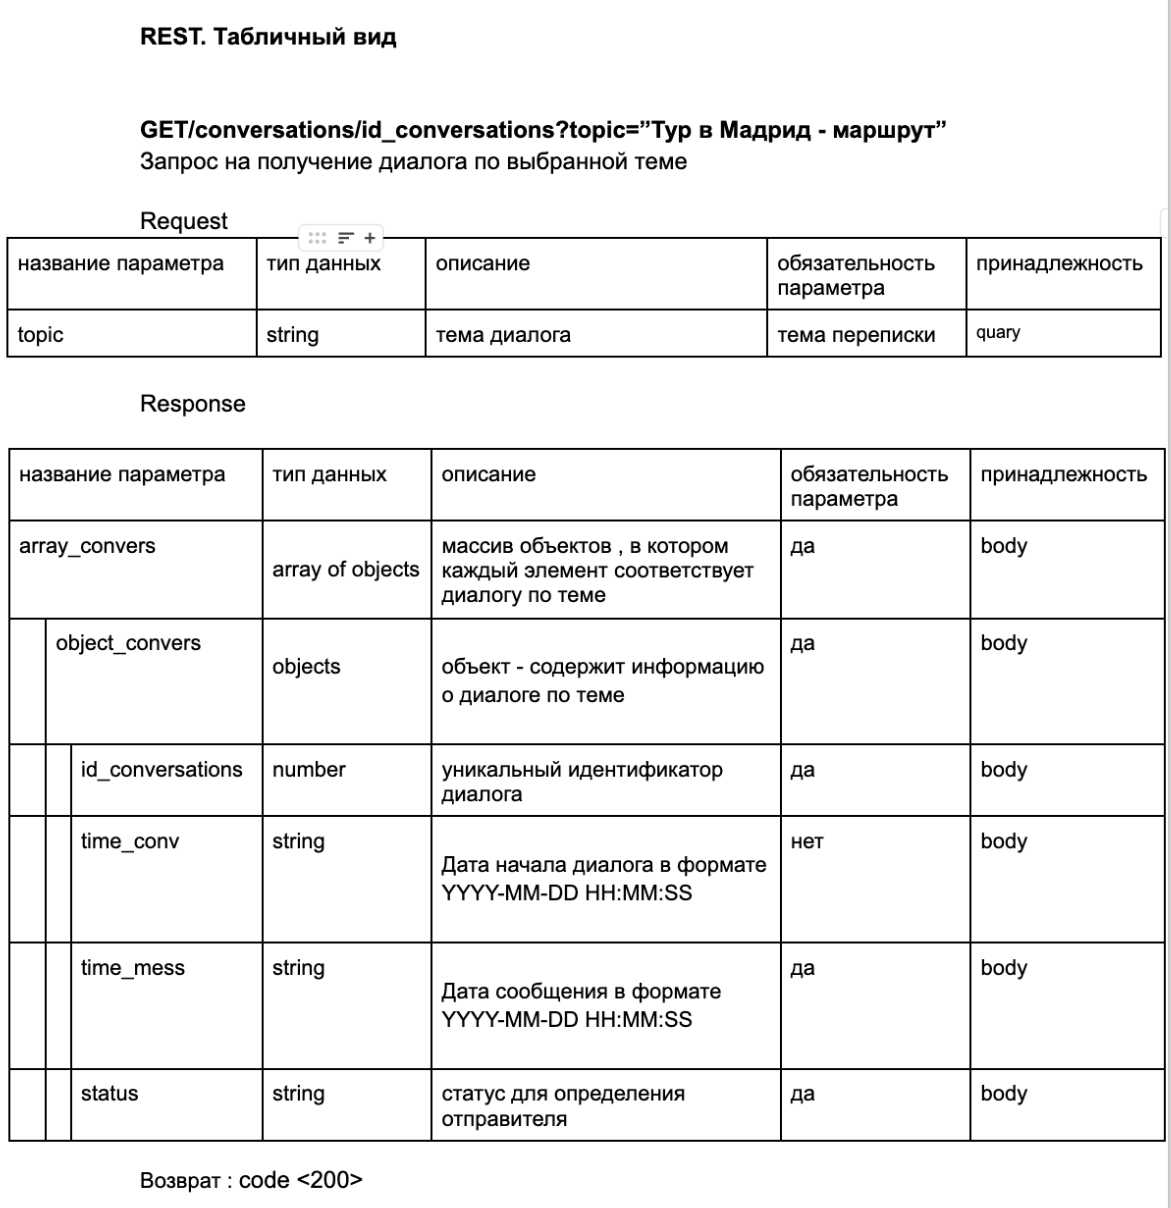 REST. Табличный вид
GET/conversations/id_conversations?topic=”Тур в Мадрид - маршрут”
Запрос на получение диалога по выбранной теме
Request
название параметра тип данных описание обязательность параметра принадлежность
topic string тема диалога тема переписки quary
Response
название параметра тип данных описание обязательность параметра принадлежность
array_convers array of objects массив объектов , в котором каждый элемент соответствует диалогу по теме да body
object_convers objects объект - содержит информацию о диалоге по теме да body
id_conversations number уникальный идентификатор диалога да body
time_conv string Дата начала диалога в формате YYYY-MM-DD HH:MM:SS нет body
time_mess string Дата сообщения в формате YYYY-MM-DD HH:MM:SS да body
status string статус для определения отправителя да body
Возврат : code <200>